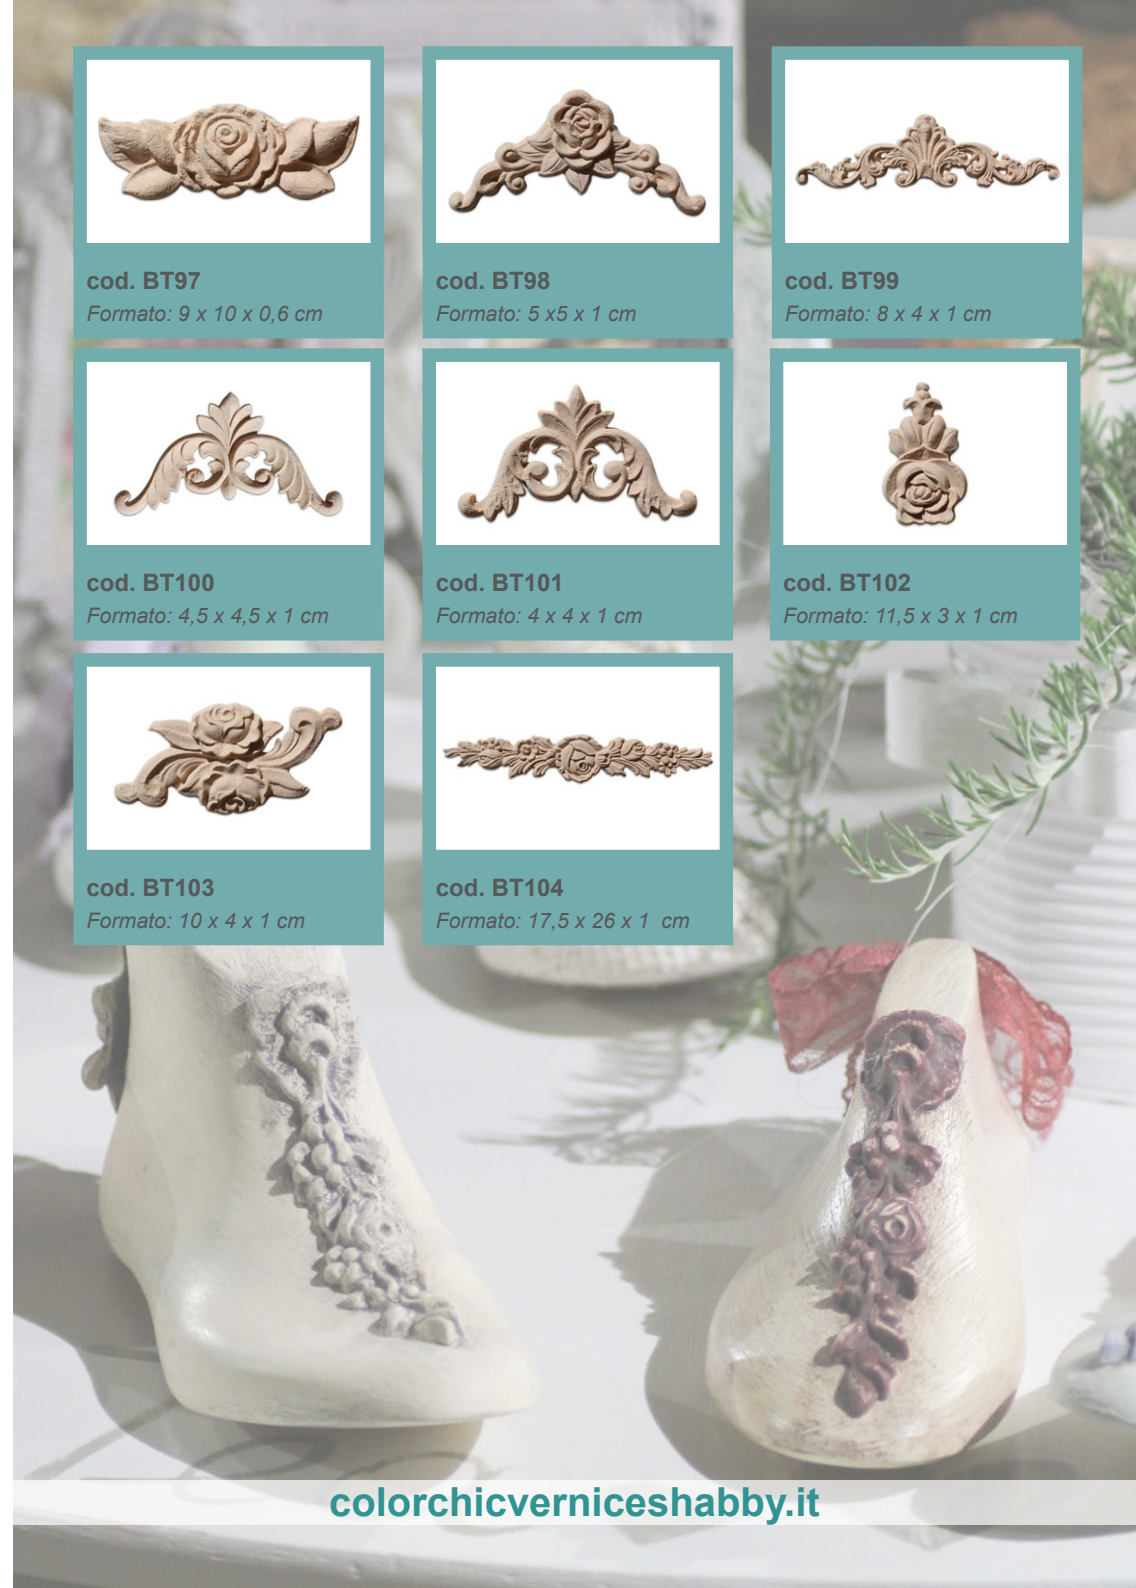 cod. BT97
Formato: 9 x 10 x 0,6 cm
cod. BT98
Formato: 5 x5 x 1 cm
cod. BT99
Formato: 8 x 4 x 1 cm
cod. BT100
Formato: 4,5 x 4,5 x 1 cm
cod. BT101
Formato: 4 x 4 x 1 cm
cod. BT102
Formato: 11,5 x 3 x 1 cm
cod. BT103
Formato: 10 x 4 x 1 cm
cod. BT104
Formato: 17,5 x 26 x 1  cm
colorchicverniceshabby.it